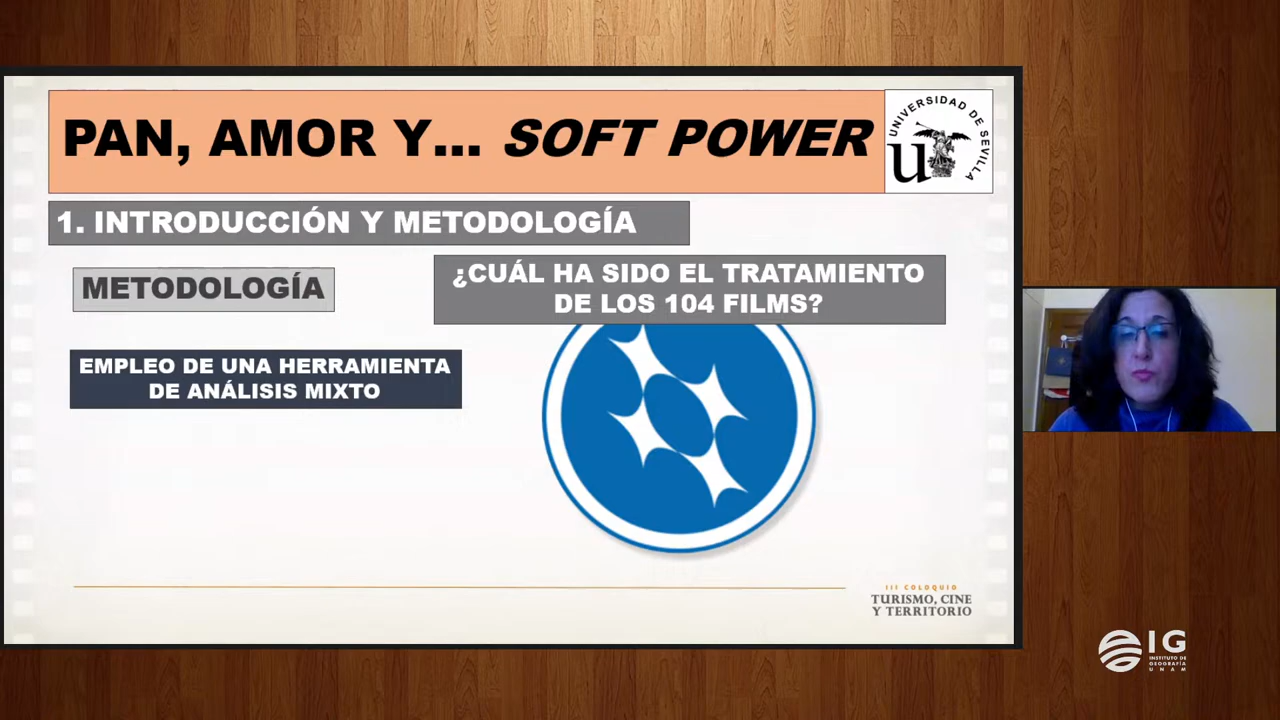 PAN, AMOR Y... SOFT POWER
UNIVERSIDAD DE SEVILLA
U
1. INTRODUCCIÓN Y METODOLOGÍA
METODOLOGÍA
¿CUÁL HA SIDO EL TRATAMIENTO
DE LOS 104 FILMS?
EMPLEO DE UNA HERRAMIENTA
DE ANÁLISIS MIXTO
III COLOQUIO
TURISMO, CINE
Y TERRITORIO
IG
INSTITUTO DE
GEOGRAFÍA
UNAM